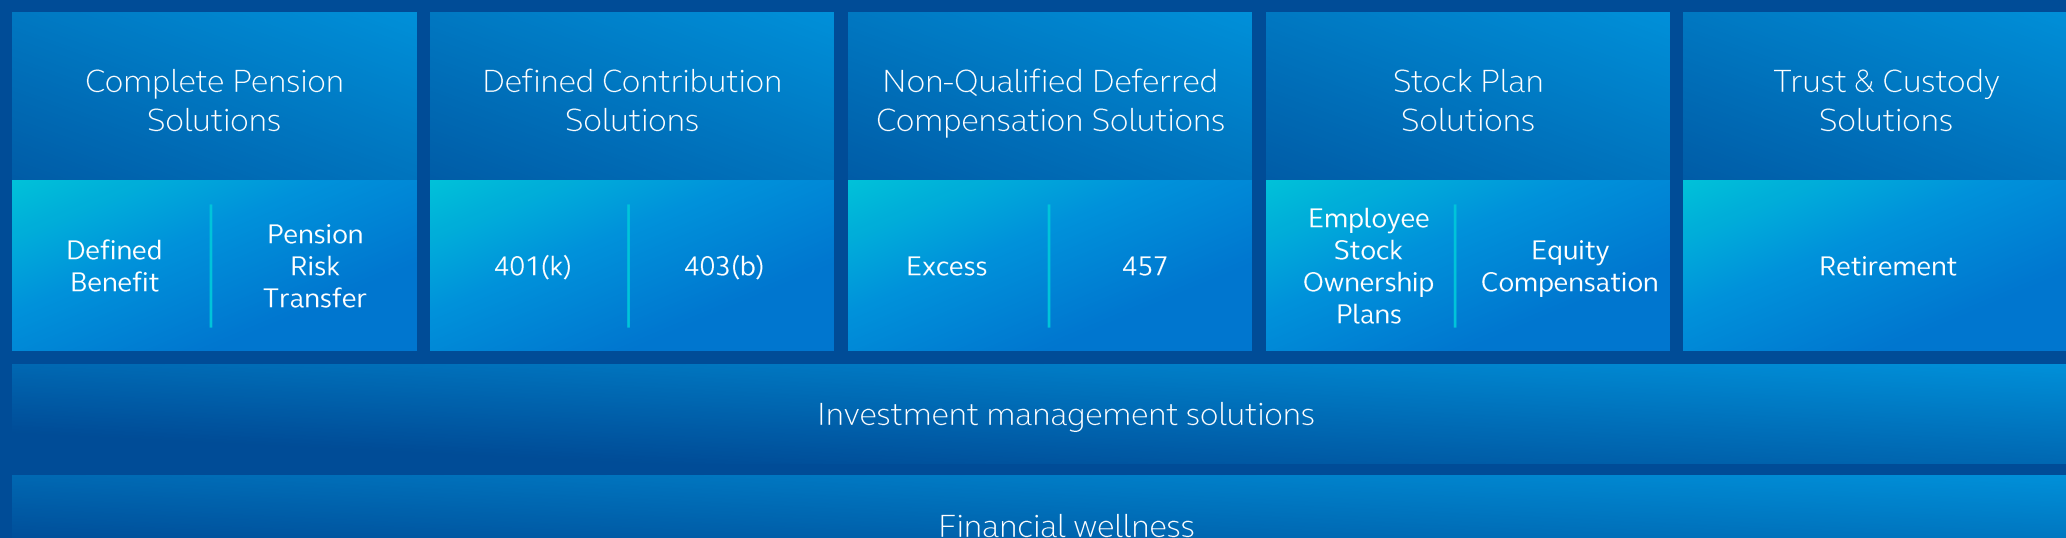 Complete Pension
Solutions
Defined Contribution
Solutions
Non-Qualified Deferred
Compensation Solutions
Stock Plan
Solutions
Trust & Custody
Solutions
Defined
Benefit
Pension
Risk
Transfer
401(k)
403(b)
Excess
457
Employee
Stock
Ownership
Plans
Equity
Compensation
Retirement
Investment management solutions
Financial wellness